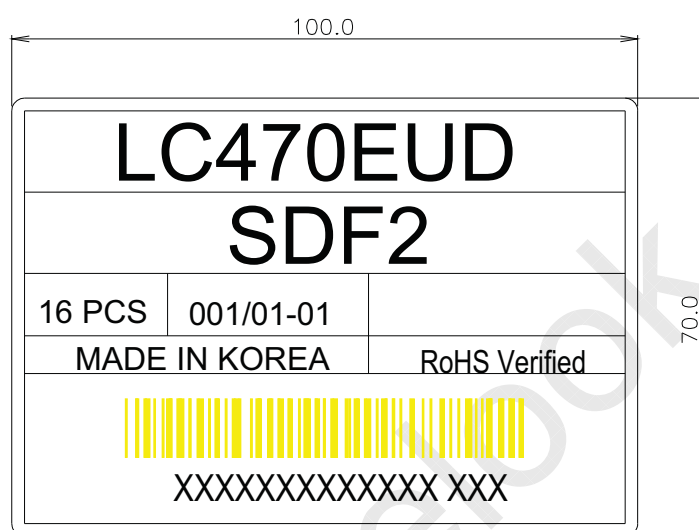 100.0
LC470EUD
SDF2
16 PCS 001/01-01
70.0
MADE IN KOREA RoHS Verified
XXXXXXXXXXXXX XXX